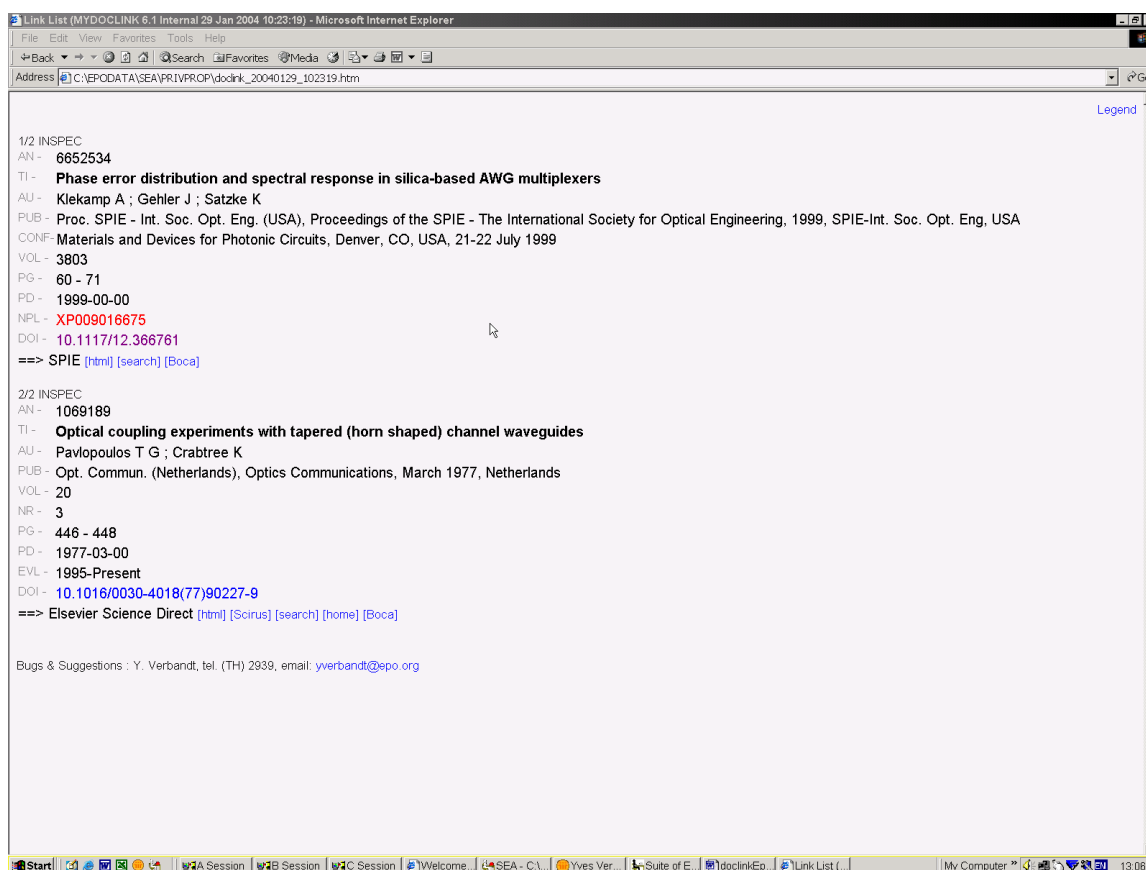 Link List (MYDOCLINK 6.1 Internal 29 Jan 2004 10:23:19) - Microsoft Internet Explorer
File Edit View Favorites Tools Help
Back Search Favorites Media
Address C:\EPODATA\SEA\PRIVPROP\doclink_20040129_102319.htm
Legend
1/2 INSPEC
AN - 6652534
TI - Phase error distribution and spectral response in silica-based AWG multiplexers
AU - Klekamp A ; Gehler J ; Satzke K
PUB - Proc. SPIE - Int. Soc. Opt. Eng. (USA), Proceedings of the SPIE - The International Society for Optical Engineering, 1999, SPIE-Int. Soc. Opt. Eng, USA
CONF- Materials and Devices for Photonic Circuits, Denver, CO, USA, 21-22 July 1999
VOL - 3803
PG - 60 - 71
PD - 1999-00-00
NPL - XP009016675
DOI - 10.1117/12.366761
==> SPIE [html] [search] [Boca]
2/2 INSPEC
AN - 1069189
TI - Optical coupling experiments with tapered (horn shaped) channel waveguides
AU - Pavlopoulos T G ; Crabtree K
PUB - Opt. Commun. (Netherlands), Optics Communications, March 1977, Netherlands
VOL - 20
NR - 3
PG - 446 - 448
PD - 1977-03-00
EVL - 1995-Present
DOI - 10.1016/0030-4018(77)90227-9
==> Elsevier Science Direct [html] [Scirus] [search] [home] [Boca]
Bugs & Suggestions : Y. Verbandt, tel. (TH) 2939, email: yverbandt@epo.org
Start A Session B Session C Session Welcome... SEA - C:\... Yves Ver... Suite of E... doclinkEp... Link List (... My Computer » EN 13:06